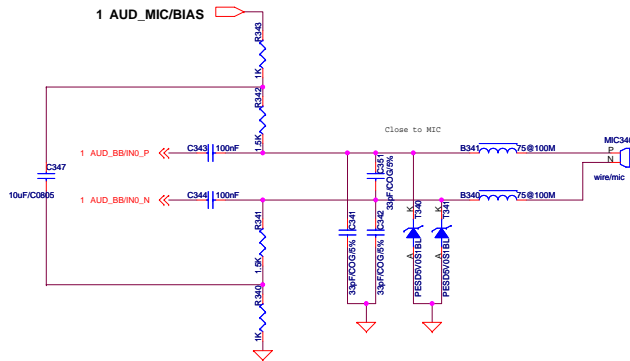 1 AUD_MIC/BIAS
R343
1K
R342
1.5K
Close to MIC
C347
10uF/C0805
1 AUD_BB/IN0_P
C343
100nF
B341
75@100M
MIC340
P
N
wire/mic
C351
33pF/COG/5%
1 AUD_BB/IN0_N
C344
100nF
B340
75@100M
R341
1.5K
C341
33pF/COG/5%
C342
33pF/COG/5%
K
T340
A
PESD5V0S1BL
K
T341
A
PESD5V0S1BL
R340
1K